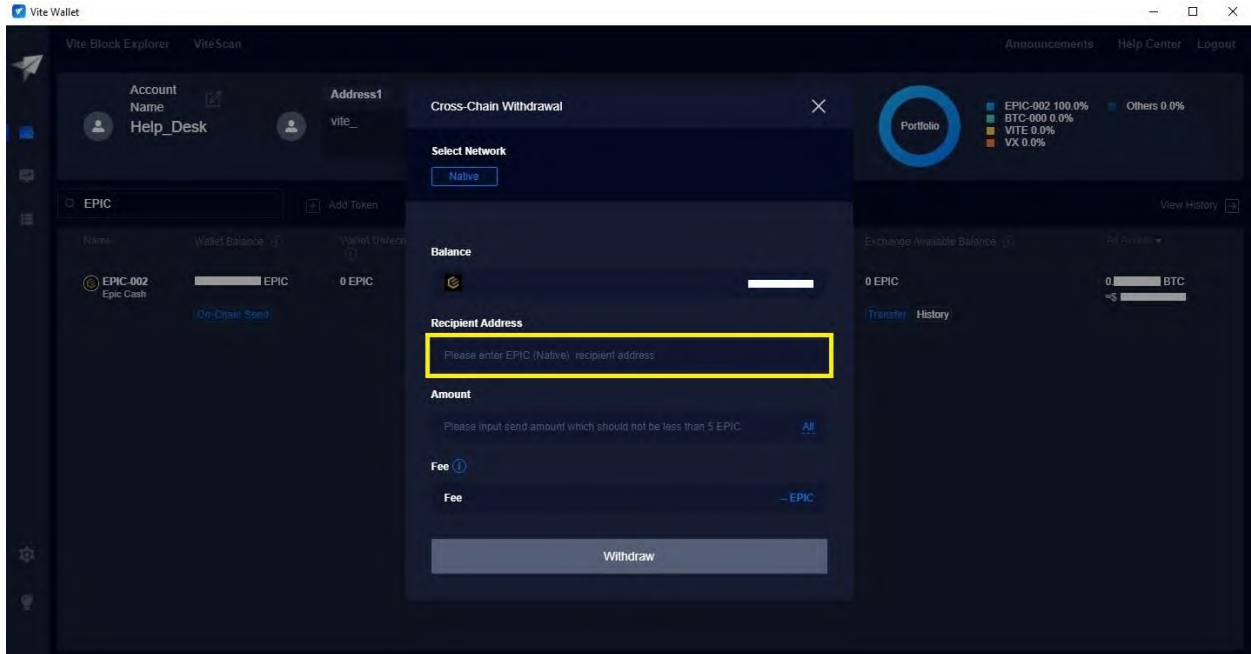 Vite Wallet
Vite Block Explorer ViteScan Announcements Help Center Logout
Account
Name
Help_Desk
Address1
vite_
Cross-Chain Withdrawal
Select Network
Native
Portfolio
EPIC-002 100.0% Others 0.0%
BTC-000 0.0%
VITE 0.0%
VX 0.0%
EPIC Add Token View History
Name Wallet Balance Wallet Exchange Available Balance All Assets
Balance
EPIC-002 EPIC 0 EPIC 0 EPIC 0. BTC
Epic Cash ≈$
On-Chain Send Transfer History
Recipient Address
Please enter EPIC (Native) recipient address
Amount
Please input send amount which should not be less than 5 EPIC All
Fee
Fee -- EPIC
Withdraw